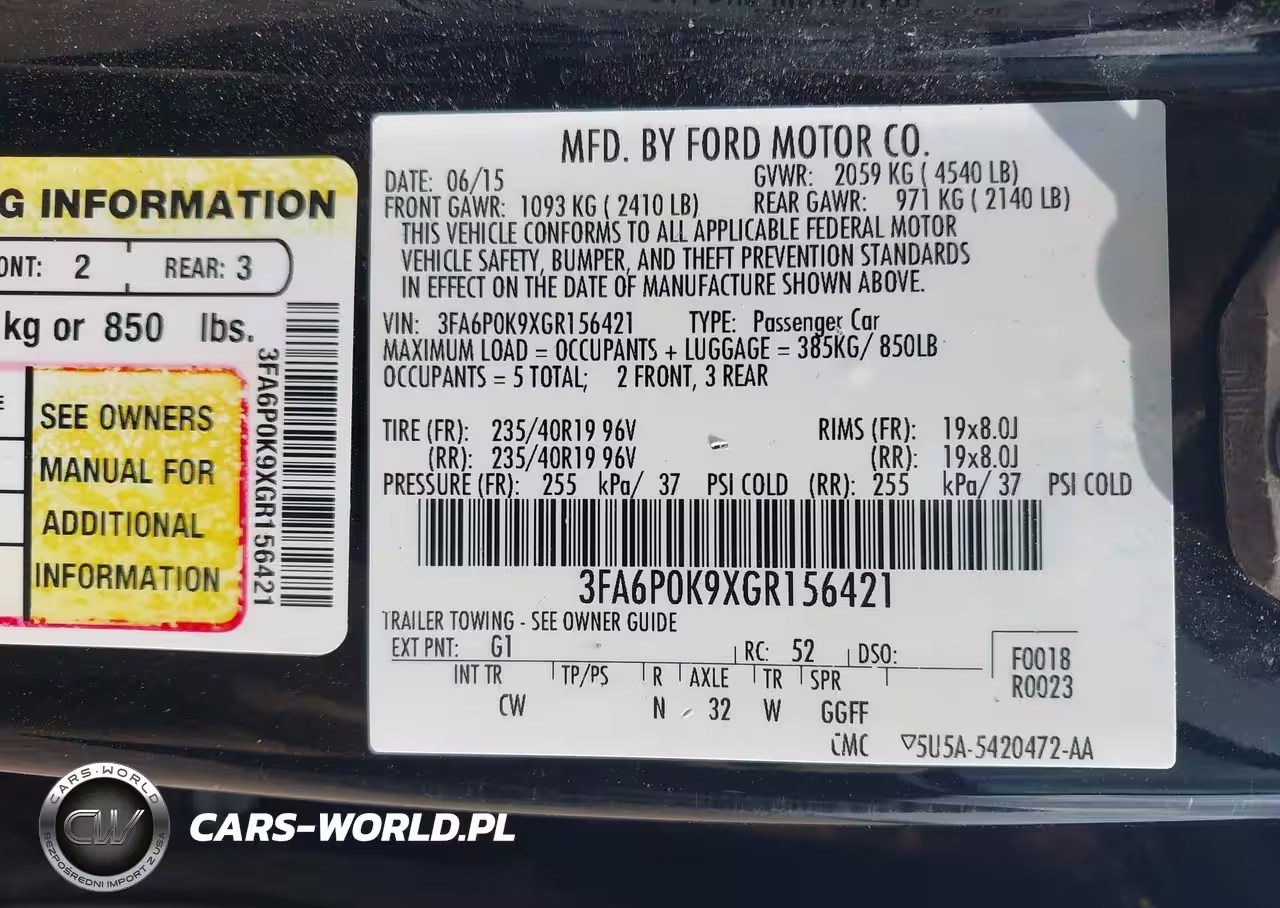 G INFORMATION
ONT: 2 REAR: 3
kg or 850 lbs.
SEE OWNERS
MANUAL FOR
ADDITIONAL
INFORMATION
3FA6P0K9XGR156421
MFD. BY FORD MOTOR CO.
DATE: 06/15 GVWR: 2059 KG ( 4540 LB)
FRONT GAWR: 1093 KG ( 2410 LB) REAR GAWR: 971 KG ( 2140 LB)
THIS VEHICLE CONFORMS TO ALL APPLICABLE FEDERAL MOTOR
VEHICLE SAFETY, BUMPER, AND THEFT PREVENTION STANDARDS
IN EFFECT ON THE DATE OF MANUFACTURE SHOWN ABOVE.
VIN: 3FA6P0K9XGR156421 TYPE: Passenger Car
MAXIMUM LOAD = OCCUPANTS + LUGGAGE = 385KG/ 850LB
OCCUPANTS = 5 TOTAL; 2 FRONT, 3 REAR
TIRE (FR): 235/40R19 96V RIMS (FR): 19x8.0J
(RR): 235/40R19 96V (RR): 19x8.0J
PRESSURE (FR): 255 kPa/ 37 PSI COLD (RR): 255 kPa/ 37 PSI COLD
3FA6P0K9XGR156421
TRAILER TOWING - SEE OWNER GUIDE
EXT PNT: G1 RC: 52 DSO:
F0018
R0023
INT TR TP/PS R AXLE TR SPR
CW N 32 W GGFF
CMC ▽5U5A-5420472-AA
CARS-WORLD
CW
BEZPOŚREDNI IMPORT Z USA
CARS-WORLD.PL